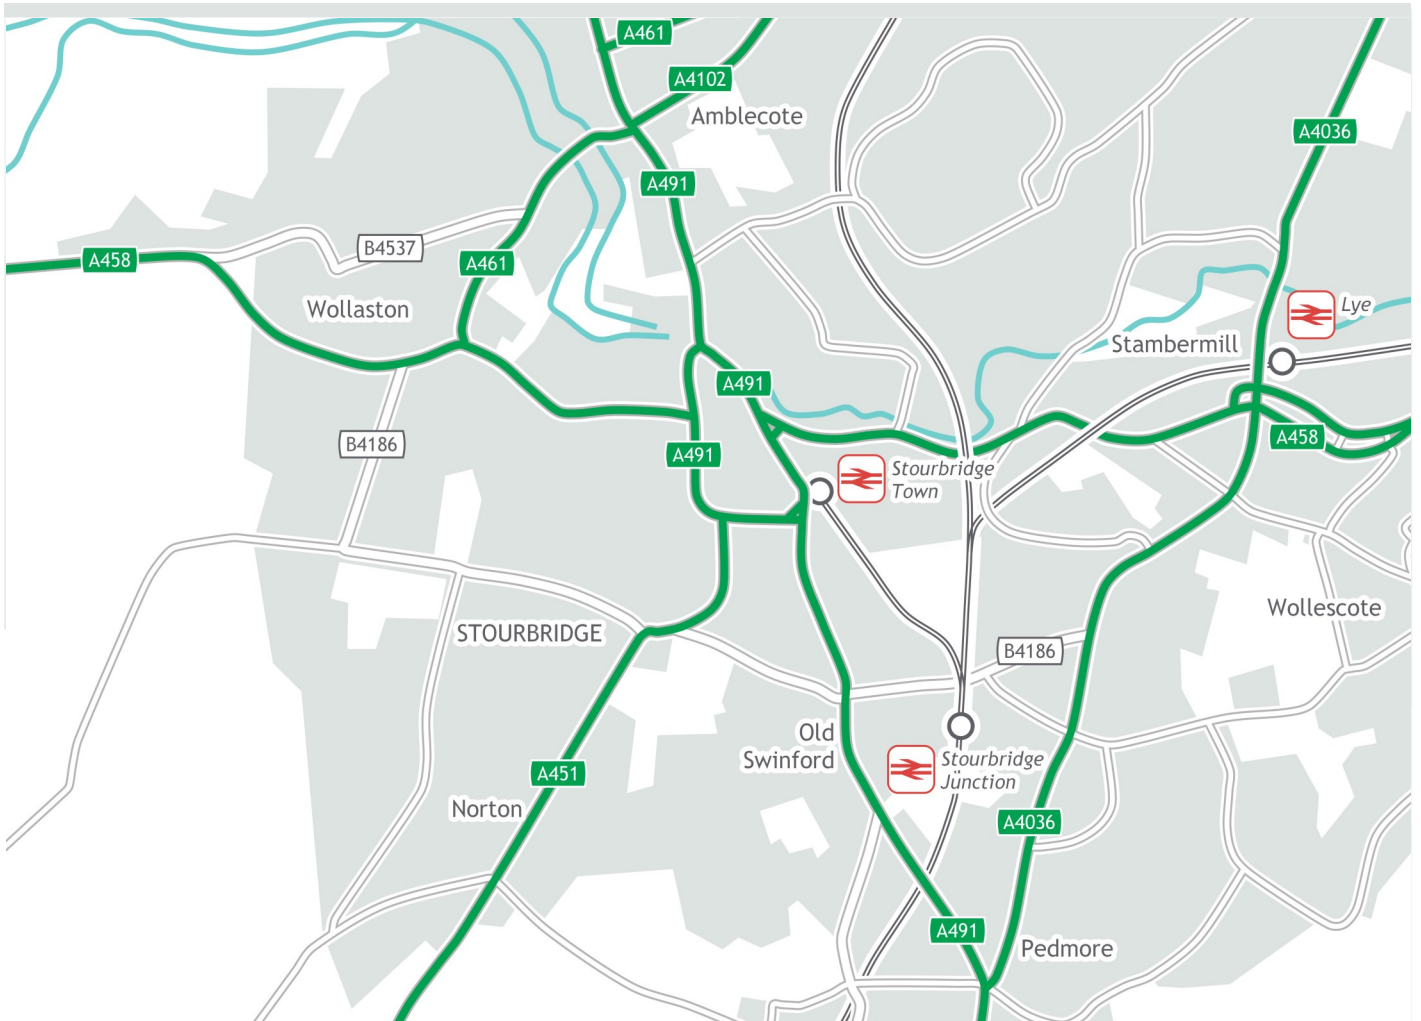 A461
A4102
Amblecote
A4036
A491
B4537
A458
A461
Wollaston
Lye
Stambermill
A491
B4186
A491
A458
Stourbridge
Town
Wollescote
STOURBRIDGE
B4186
Old
Swinford
Stourbridge
Junction
A451
Norton
A4036
A491
Pedmore